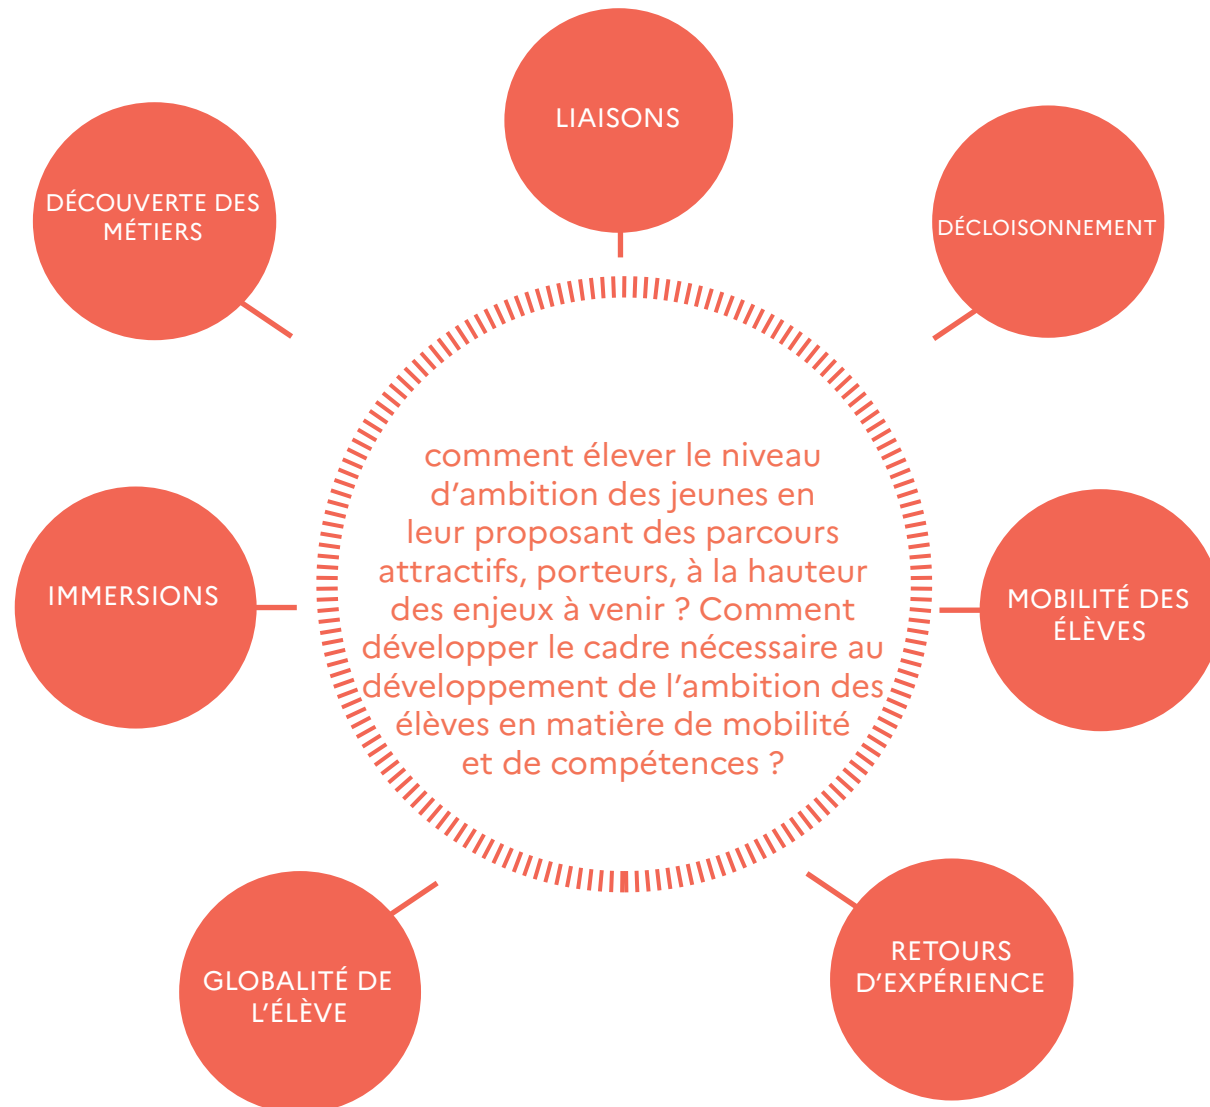 LIAISONS
DÉCOUVERTE DES
MÉTIERS
DÉCLOISONNEMENT
comment élever le niveau
d’ambition des jeunes en
leur proposant des parcours
attractifs, porteurs, à la hauteur
des enjeux à venir ? Comment
développer le cadre nécessaire au
développement de l’ambition des
élèves en matière de mobilité
et de compétences ?
IMMERSIONS
MOBILITÉ DES
ÉLÈVES
GLOBALITÉ DE
L’ÉLÈVE
RETOURS
D’EXPÉRIENCE